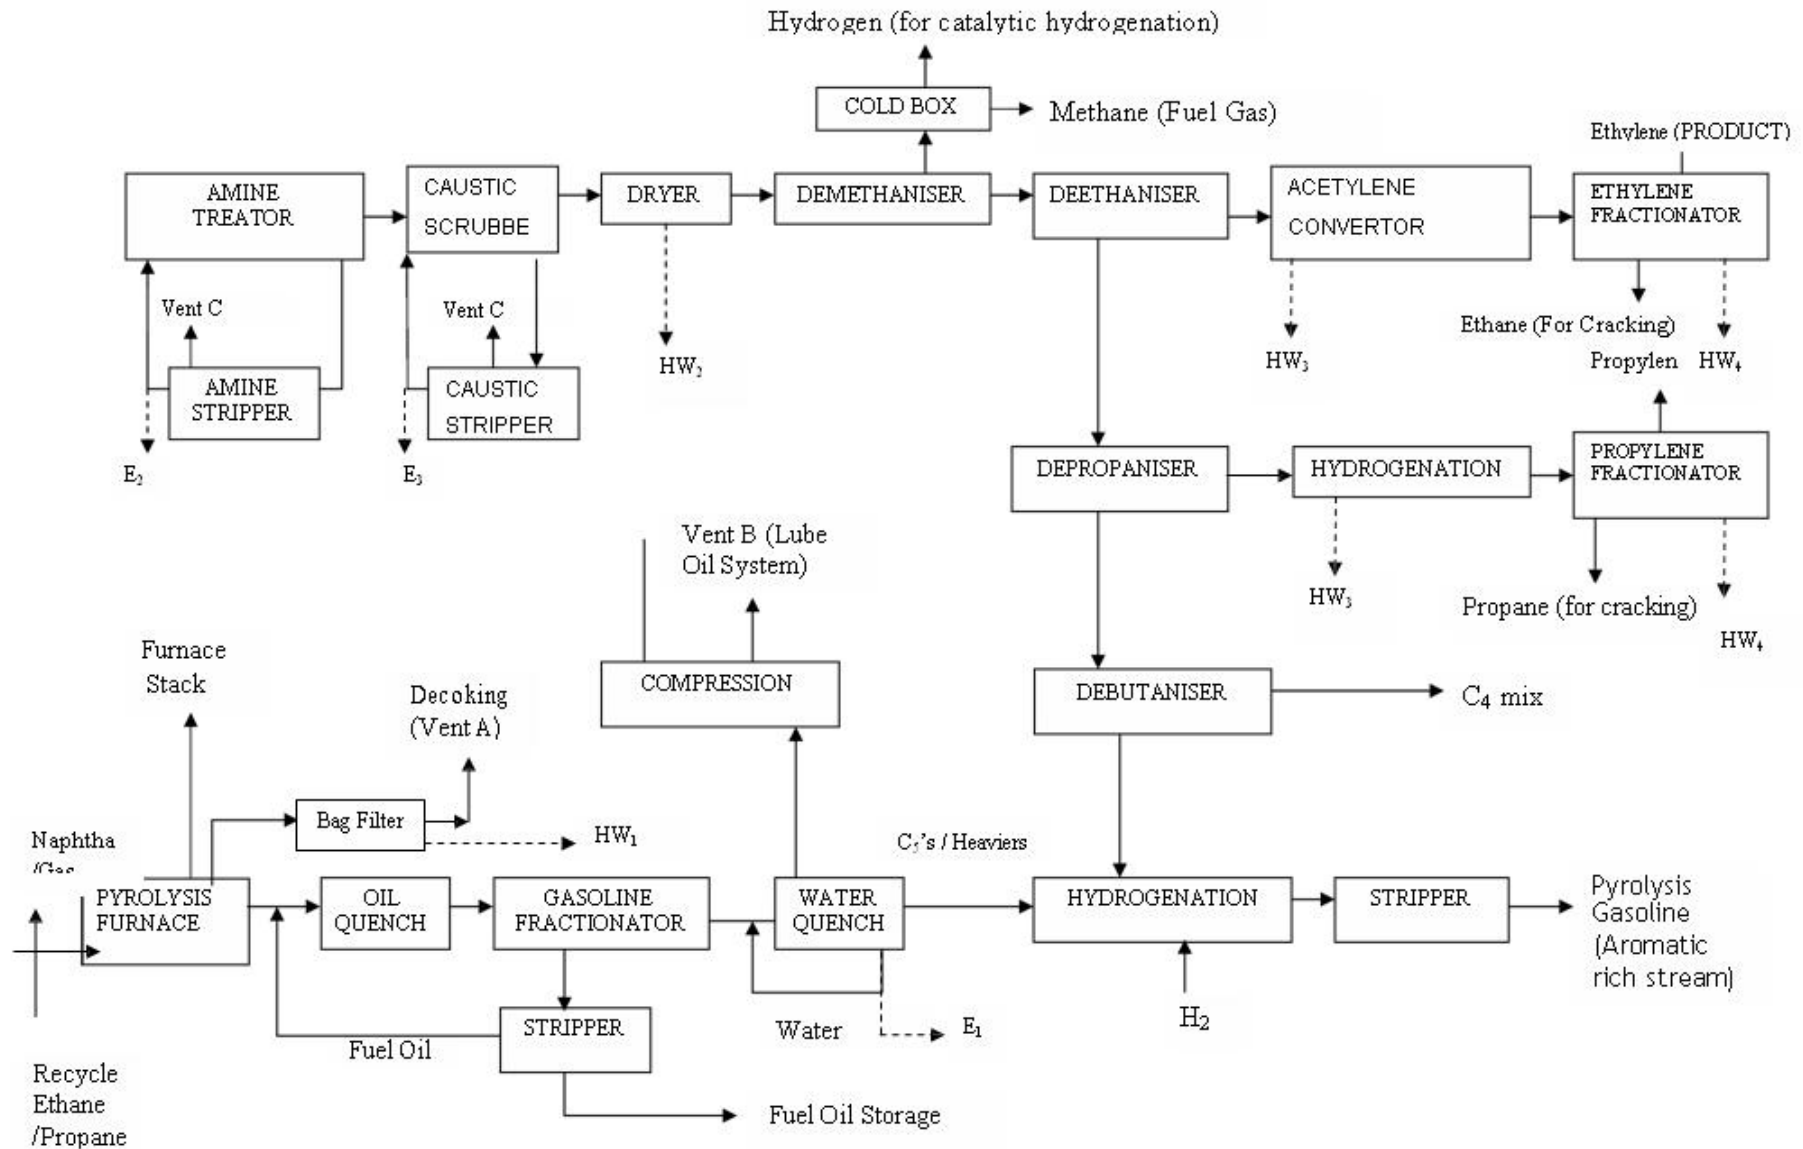 Hydrogen (for catalytic hydrogenation)
COLD BOX
Methane (Fuel Gas)
Ethylene (PRODUCT)
AMINE
TREATOR
CAUSTIC
SCRUBBE
DRYER
DEMETHANISER
DEETHANISER
ACETYLENE
CONVERTOR
ETHYLENE
FRACTIONATOR
Vent C
Vent C
HW₂
HW₃
Ethane (For Cracking)
Propylen
HW₄
AMINE
STRIPPER
CAUSTIC
STRIPPER
E₂
E₃
DEPROPANISER
HYDROGENATION
PROPYLENE
FRACTIONATOR
Vent B (Lube
Oil System)
HW₃
Propane (for cracking)
HW₄
Furnace
Stack
Decoking
(Vent A)
COMPRESSION
DEBUTANISER
C₄ mix
Bag Filter
HW₁
Naphtha
/Gas
C₅'s / Heaviers
PYROLYSIS
FURNACE
OIL
QUENCH
GASOLINE
FRACTIONATOR
WATER
QUENCH
HYDROGENATION
STRIPPER
Pyrolysis
Gasoline
(Aromatic
rich stream)
STRIPPER
Fuel Oil
Water
E₁
H₂
Recycle
Ethane
/Propane
Fuel Oil Storage